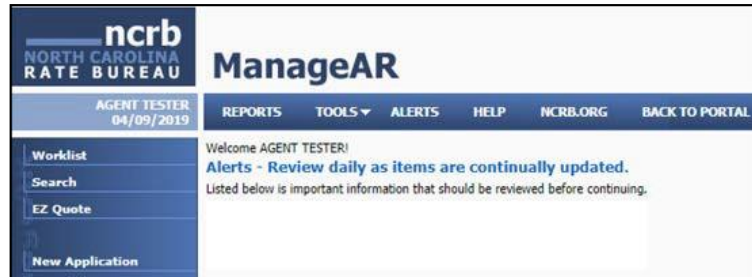 ncrb
NORTH CAROLINA
RATE BUREAU
ManageAR
AGENT TESTER
04/09/2019
REPORTS TOOLS ALERTS HELP NCRB.ORG BACK TO PORTAL
Worklist
Search
EZ Quote
New Application
Welcome AGENT TESTER!
Alerts - Review daily as items are continually updated.
Listed below is important information that should be reviewed before continuing.